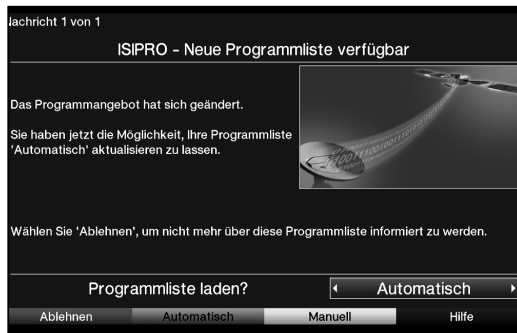 Nachricht 1 von 1
ISIPRO - Neue Programmliste verfügbar
Das Programmangebot hat sich geändert.
Sie haben jetzt die Möglichkeit, Ihre Programmliste
'Automatisch' aktualisieren zu lassen.
Wählen Sie 'Ablehnen', um nicht mehr über diese Programmliste informiert zu werden.
Programmliste laden?
Automatisch
Ablehnen
Automatisch
Manuell
Hilfe